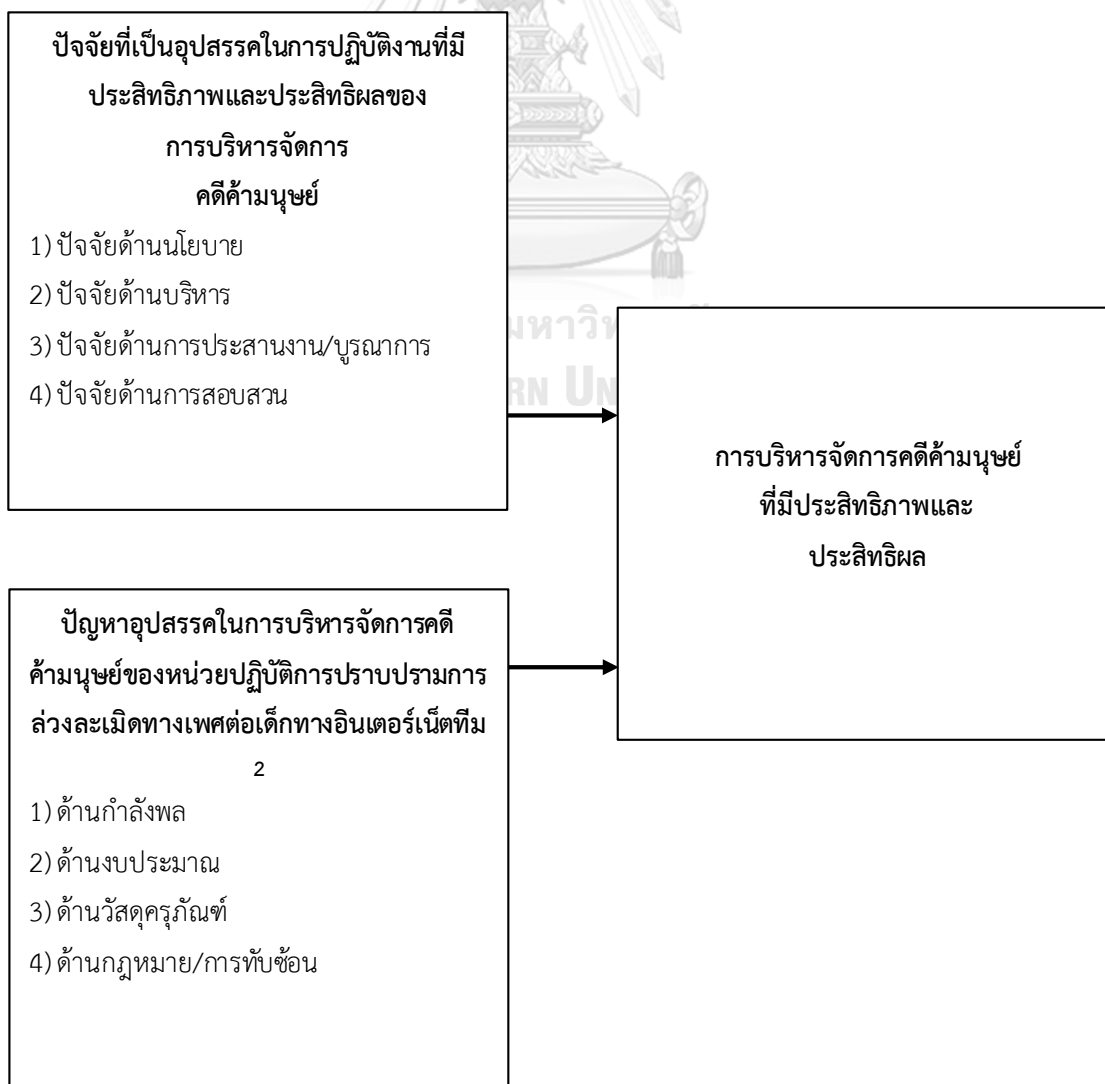 ปัจจัยที่เป็นอุปสรรคในการปฏิบัติงานที่มี
ประสิทธิภาพและประสิทธิผลของ
การบริหารจัดการ
คดีค้ามนุษย์
1) ปัจจัยด้านนโยบาย
2) ปัจจัยด้านบริหาร
3) ปัจจัยด้านการประสานงาน/บูรณาการ
4) ปัจจัยด้านการสอบสวน
การบริหารจัดการคดีค้ามนุษย์
ที่มีประสิทธิภาพและ
ประสิทธิผล
ปัญหาอุปสรรคในการบริหารจัดการคดี
ค้ามนุษย์ของหน่วยปฏิบัติการปราบปรามการ
ล่วงละเมิดทางเพศต่อเด็กทางอินเตอร์เน็ตทีม
2
1) ด้านกำลังพล
2) ด้านงบประมาณ
3) ด้านวัสดุครุภัณฑ์
4) ด้านกฎหมาย/การทับซ้อน